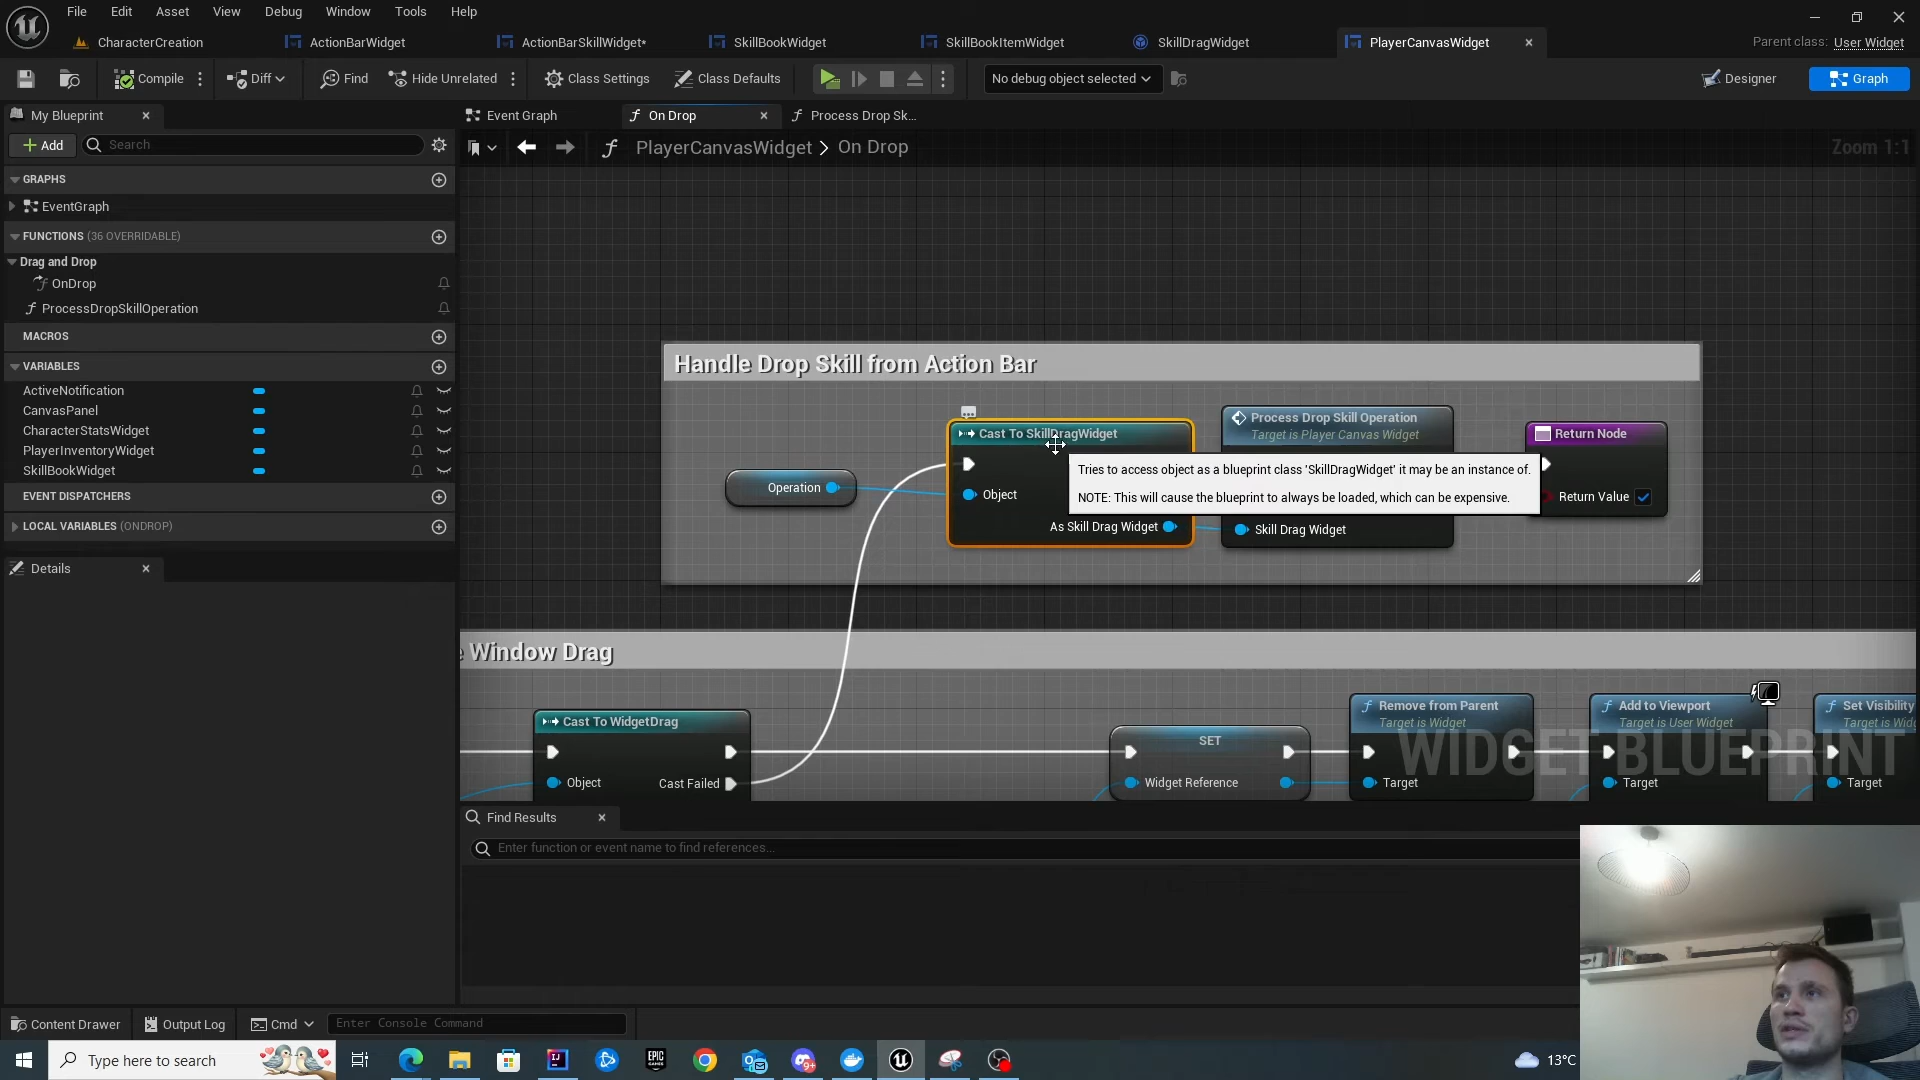 File Edit Asset View Debug Window Tools Help
CharacterCreation ActionBarWidget ActionBarSkillWidget* SkillBookWidget SkillBookItemWidget SkillDragWidget PlayerCanvasWidget Parent class: User Widget
Compile Diff Find Hide Unrelated Class Settings Class Defaults No debug object selected Designer Graph
My Blueprint Event Graph On Drop Process Drop Sk...
Add Search PlayerCanvasWidget > On Drop Zoom 1:1
GRAPHS
EventGraph
FUNCTIONS (36 OVERRIDABLE)
Drag and Drop
OnDrop
ProcessDropSkillOperation
MACROS
VARIABLES
ActiveNotification
CanvasPanel
CharacterStatsWidget
PlayerInventoryWidget
SkillBookWidget
EVENT DISPATCHERS
LOCAL VARIABLES (ONDROP)
Details
Handle Drop Skill from Action Bar
Operation
Cast To SkillDragWidget
Object
As Skill Drag Widget
Process Drop Skill Operation
Target is Player Canvas Widget
Skill Drag Widget
Return Node
Return Value
Tries to access object as a blueprint class 'SkillDragWidget' it may be an instance of.
NOTE: This will cause the blueprint to always be loaded, which can be expensive.
Window Drag
Cast To WidgetDrag
Object Cast Failed
SET
Widget Reference
Remove from Parent
Target is Widget
Target
Add to Viewport
Target is User Widget
Target
Set Visibility
Target is
Target
WIDGET BLUEPRINT
Find Results
Enter function or event name to find references...
Content Drawer Output Log Cmd Enter Console Command
Type here to search EPIC GAMES 9+ 13°C